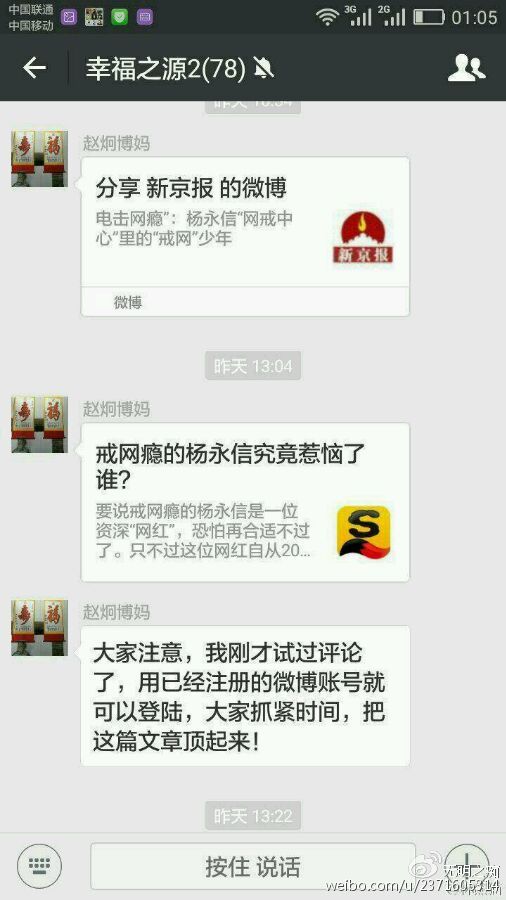 中国联通
中国移动
3G
2G
01:05
幸福之源2(78)
昨天
赵炯博妈
分享 新京报 的微博
电击网瘾”：杨永信“网戒中
心”里的“戒网”少年
新京报
微博
昨天 13:04
赵炯博妈
戒网瘾的杨永信究竟惹恼了
谁?
要说戒网瘾的杨永信是一位
资深“网红”，恐怕再合适不过
了。只不过这位网红自从20...
S
赵炯博妈
大家注意，我刚才试过评论
了，用已经注册的微博账号就
可以登陆，大家抓紧时间，把
这篇文章顶起来！
昨天 13:22
按住 说话
weibo.com/u/2371605314